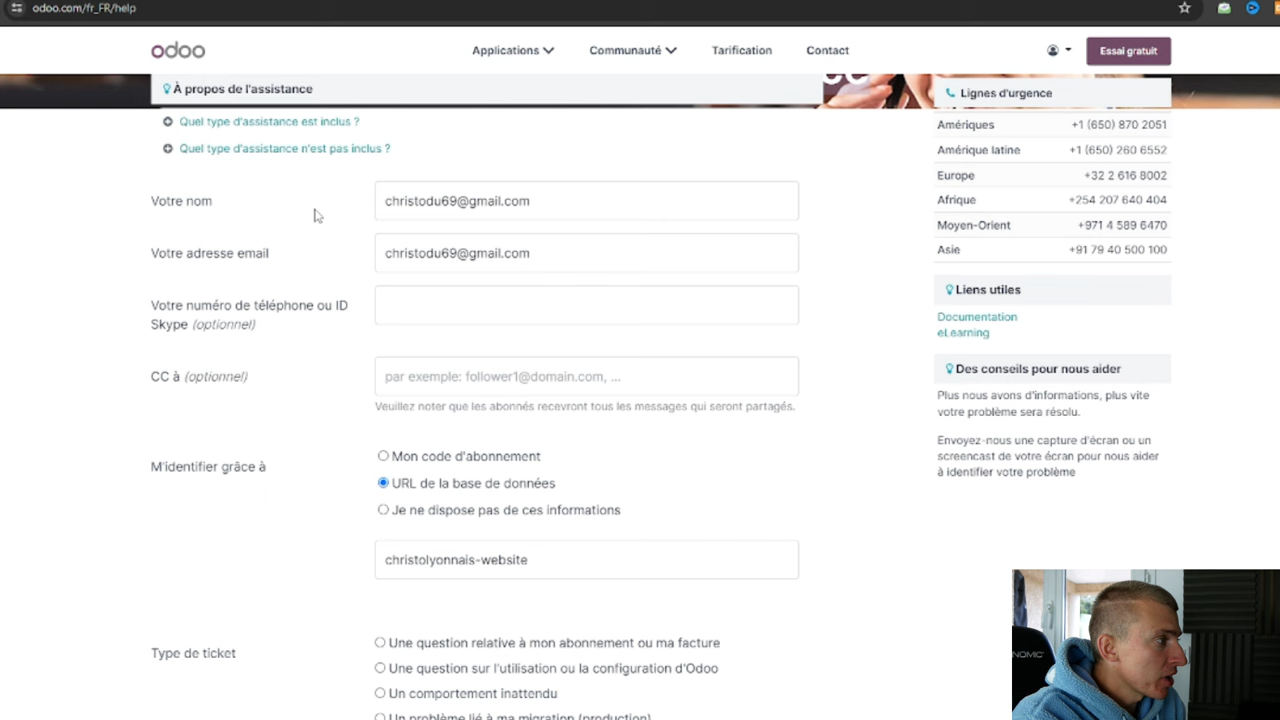 odoo.com/fr_FR/help
odoo
Applications
Communauté
Tarification
Contact
Essai gratuit
À propos de l'assistance
Quel type d'assistance est inclus ?
Quel type d'assistance n'est pas inclus ?
Votre nom
christodu69@gmail.com
Votre adresse email
christodu69@gmail.com
Votre numéro de téléphone ou ID
Skype (optionnel)
CC à (optionnel)
par exemple: follower1@domain.com, ...
Veuillez noter que les abonnés recevront tous les messages qui seront partagés.
M'identifier grâce à
Mon code d'abonnement
URL de la base de données
Je ne dispose pas de ces informations
christolyonnais-website
Type de ticket
Une question relative à mon abonnement ou ma facture
Une question sur l'utilisation ou la configuration d'Odoo
Un comportement inattendu
Un problème lié à ma migration (production)
Lignes d'urgence
Amériques +1 (650) 870 2051
Amérique latine +1 (650) 260 6552
Europe +32 2 616 8002
Afrique +254 207 640 404
Moyen-Orient +971 4 589 6470
Asie +91 79 40 500 100
Liens utiles
Documentation
eLearning
Des conseils pour nous aider
Plus nous avons d'informations, plus vite
votre problème sera résolu.
Envoyez-nous une capture d'écran ou un
screencast de votre écran pour nous aider
à identifier votre problème
NOMIC